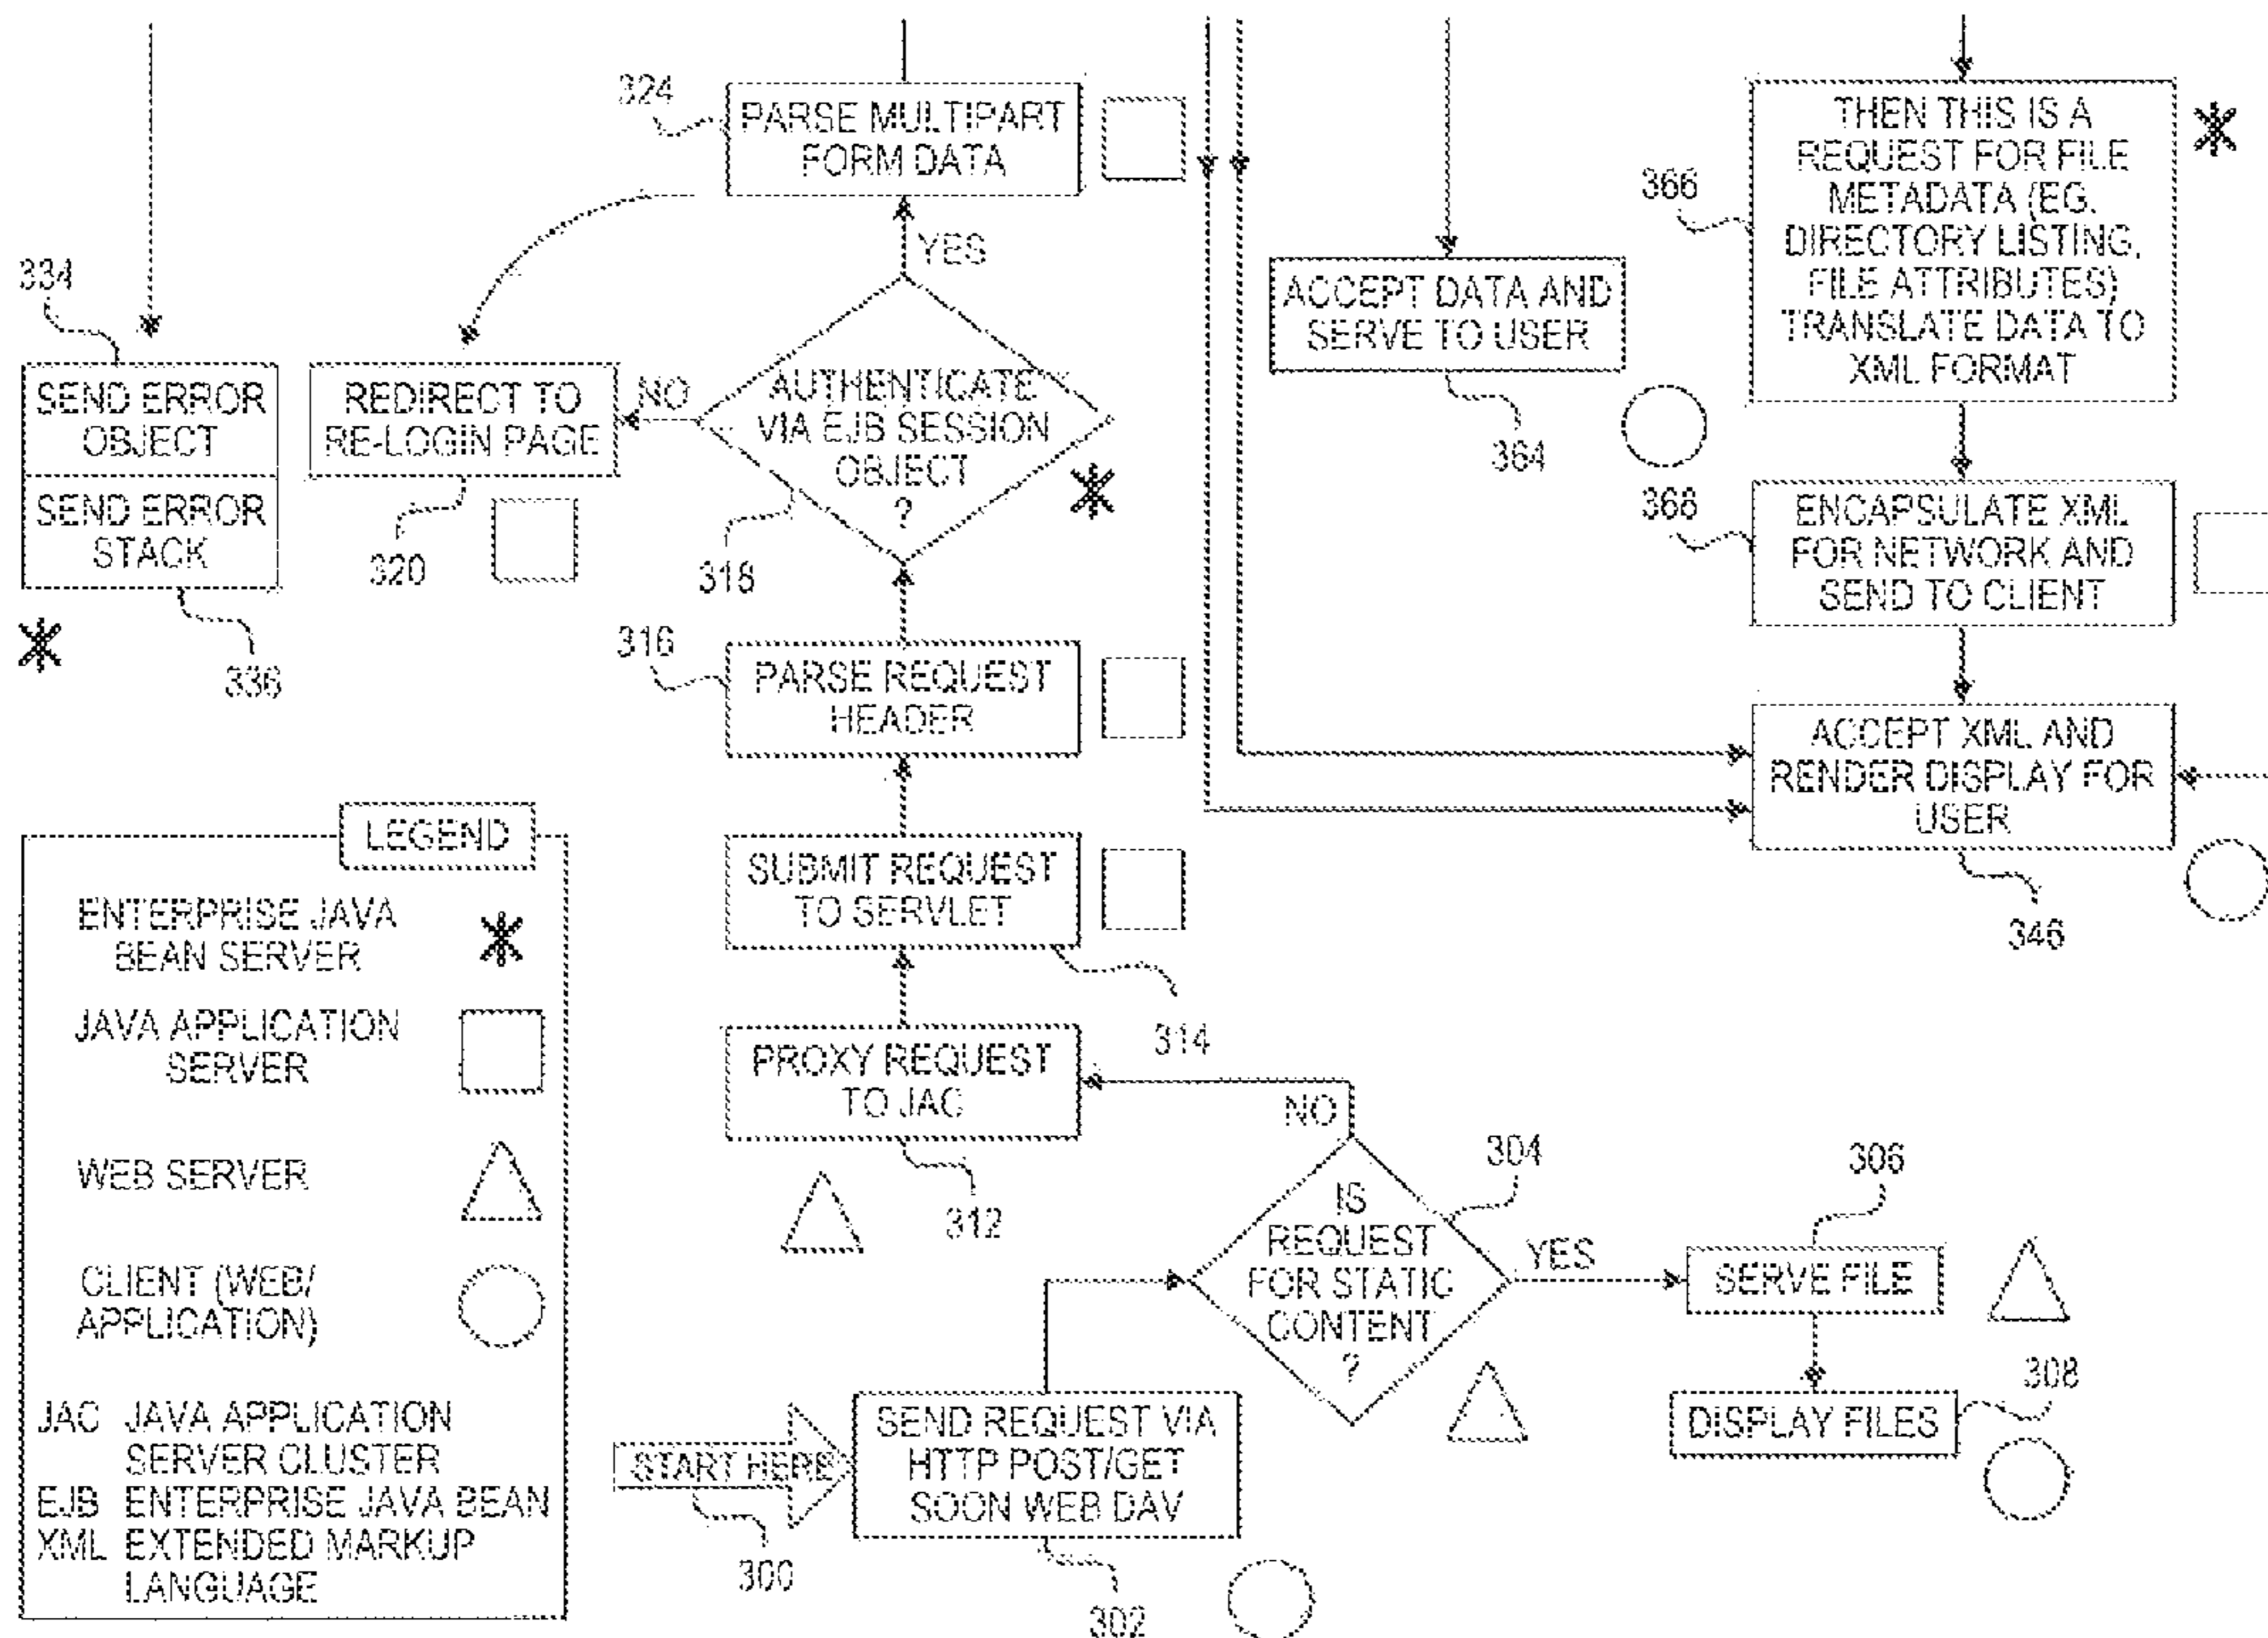 324
PARSE MULTIPART
FORM DATA
YES
334
SEND ERROR
OBJECT
SEND ERROR
STACK
336
REDIRECT TO
RE-LOGIN PAGE
320
NO
AUTHENTICATE
VIA EJB SESSION
OBJECT
?
318
316
PARSE REQUEST
HEADER
SUBMIT REQUEST
TO SERVLET
314
PROXY REQUEST
TO JAC
312
NO
ACCEPT DATA AND
SERVE TO USER
364
366
THEN THIS IS A
REQUEST FOR FILE
METADATA (EG.
DIRECTORY LISTING,
FILE ATTRIBUTES)
TRANSLATE DATA TO
XML FORMAT
368
ENCAPSULATE XML
FOR NETWORK AND
SEND TO CLIENT
ACCEPT XML AND
RENDER DISPLAY FOR
USER
346
LEGEND
ENTERPRISE JAVA
BEAN SERVER
JAVA APPLICATION
SERVER
WEB SERVER
CLIENT (WEB/
APPLICATION)
JAC JAVA APPLICATION
SERVER CLUSTER
EJB ENTERPRISE JAVA BEAN
XML EXTENDED MARKUP
LANGUAGE
START HERE
300
SEND REQUEST VIA
HTTP POST/GET
SOON WEB DAV
302
304
IS
REQUEST
FOR STATIC
CONTENT
?
YES
306
SERVE FILE
308
DISPLAY FILES